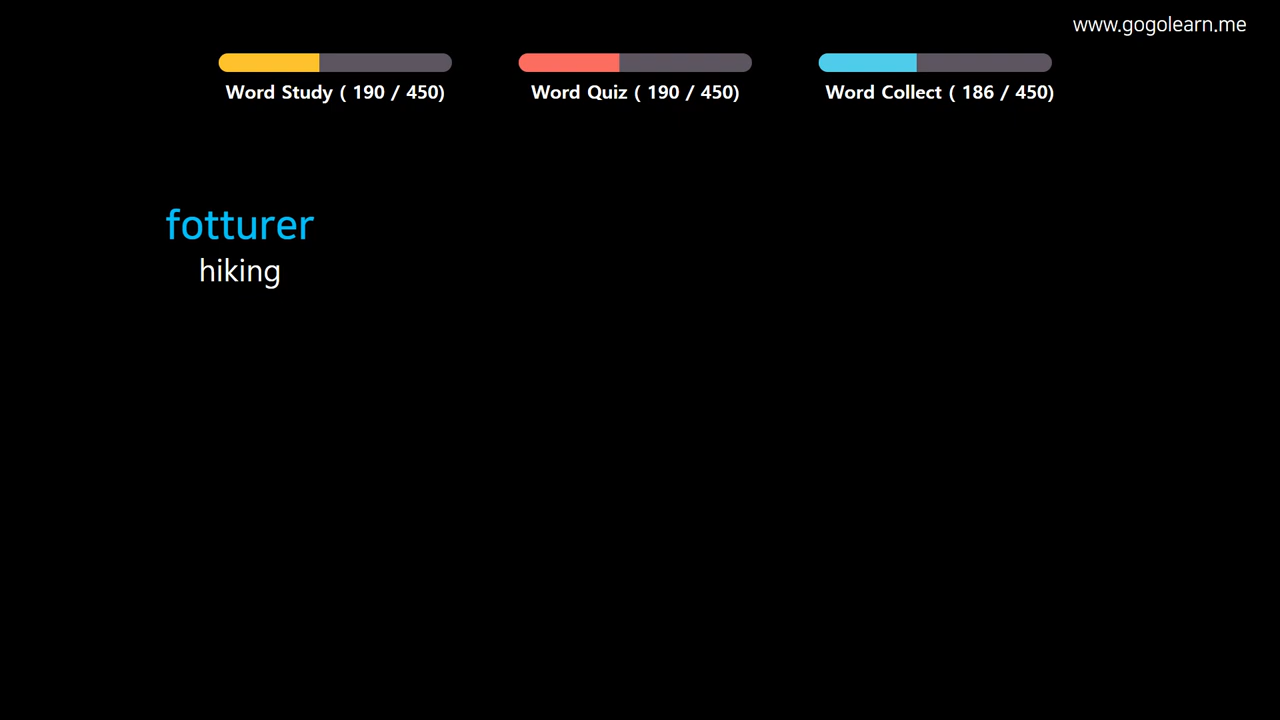 www.gogolearn.me
Word Study ( 190 / 450)
Word Quiz ( 190 / 450)
Word Collect ( 186 / 450)
fotturer
hiking